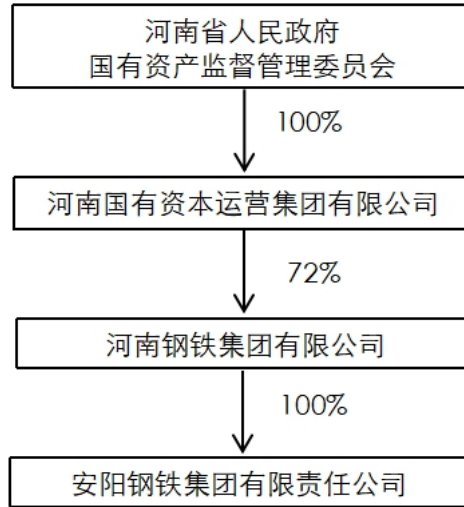 河南省人民政府
国有资产监督管理委员会
100%
河南国有资本运营集团有限公司
72%
河南钢铁集团有限公司
100%
安阳钢铁集团有限责任公司